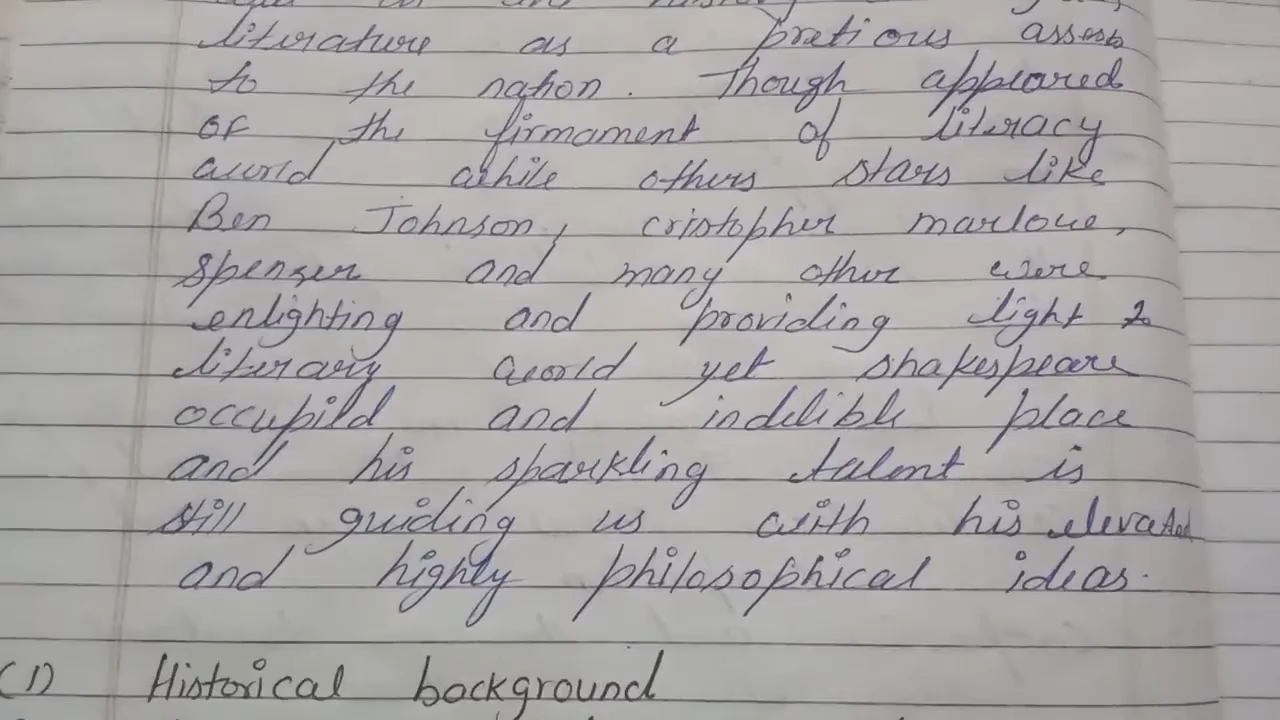 literature as a pretious assests
to the nation. Though appeared
of the firmament of literacy
world while others stars like
Ben Johnson, cristopher marloue,
spenser and many other were
enlighting and providing light to
literary world yet shakespeare
occupild and indelible place
and his sparkling talent is
still guiding us with his elevated
and highly philosophical ideas.
(1) Historical background